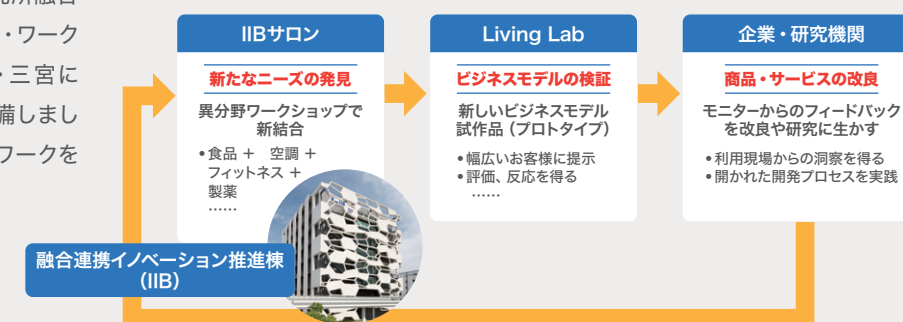 ・ワーク
・三宮に
備しまし
ワークを
IIBサロン
新たなニーズの発見
異分野ワークショップで
新結合
•食品 + 空調 +
フィットネス +
製薬
……
融合連携イノベーション推進棟
(IIB)
Living Lab
ビジネスモデルの検証
新しいビジネスモデル
試作品（プロトタイプ）
•幅広いお客様に提示
•評価、反応を得る
……
企業・研究機関
商品・サービスの改良
モニターからのフィードバック
を改良や研究に生かす
•利用現場からの洞察を得る
•開かれた開発プロセスを実践